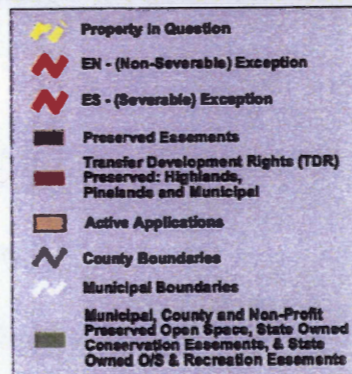 Property In Question
EN - (Non-Severable) Exception
ES - (Severable) Exception
Preserved Easements
Transfer Development Rights (TDR)
Preserved: Highlands,
Pinelands and Municipal
Active Applications
County Boundaries
Municipal Boundaries
Municipal, County and Non-Profit
Preserved Open Space, State Owned
Conservation Easements, & State
Owned O/S & Recreation Easements